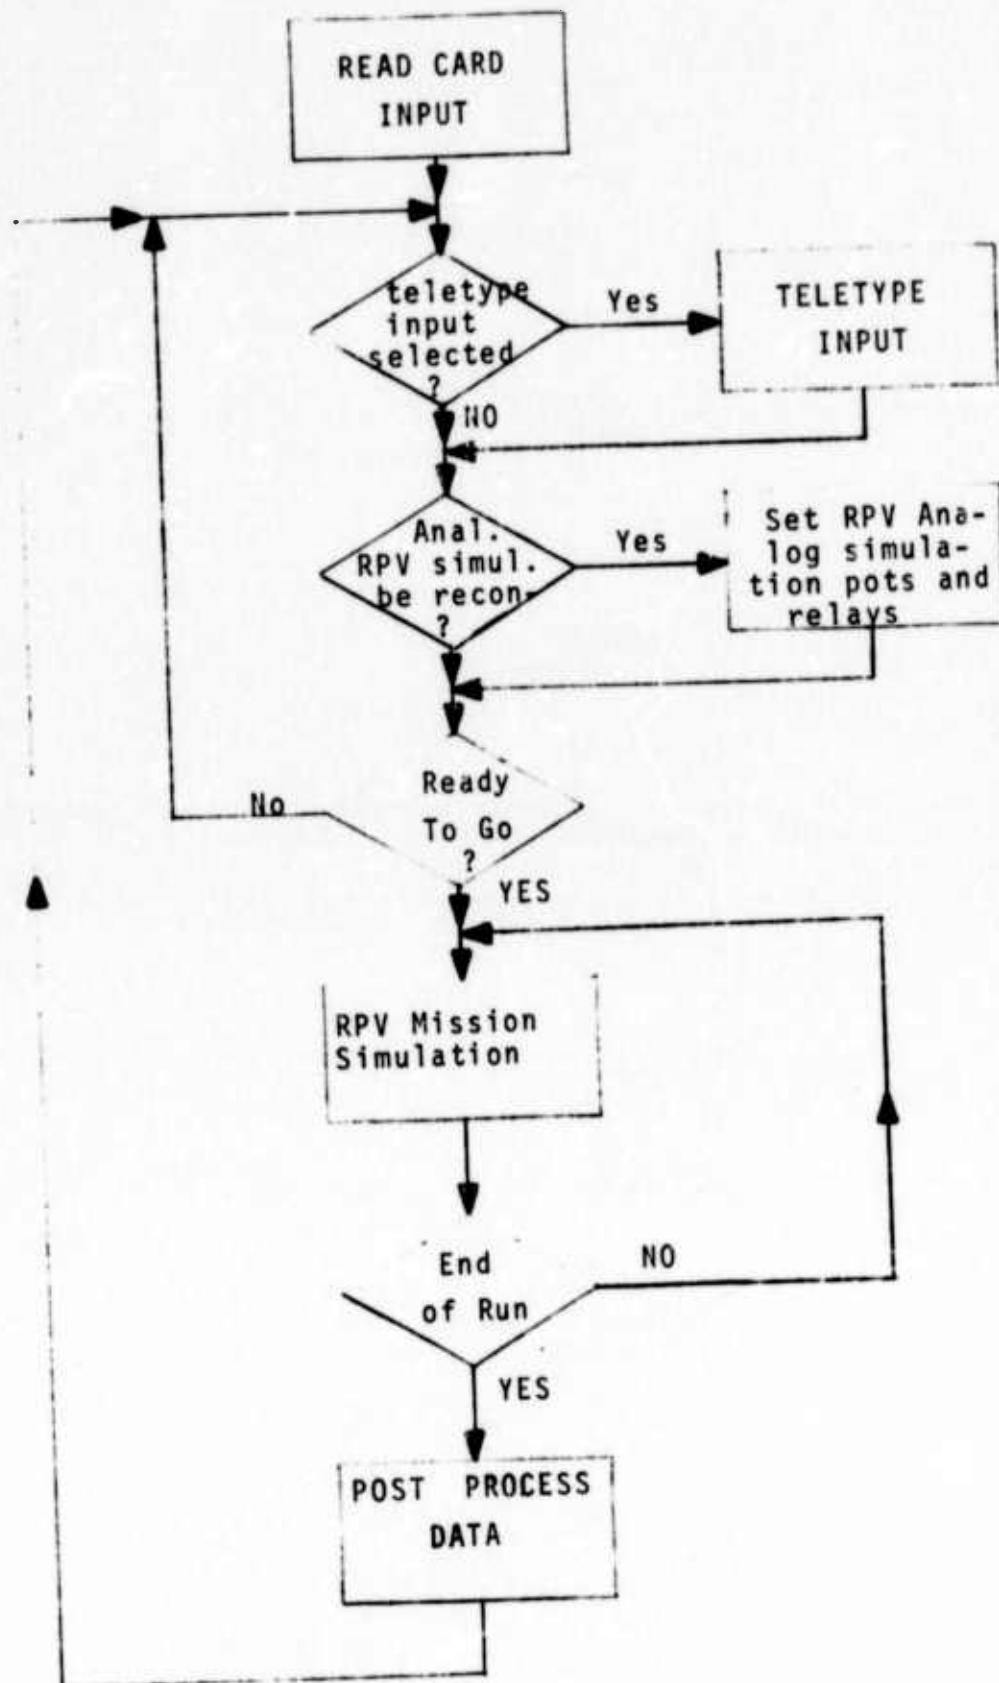 READ CARD
INPUT
teletype
input
selected
?
Yes
TELETYPE
INPUT
NO
Anal.
RPV simul.
be recon-
?
Yes
Set RPV Ana-
log simula-
tion pots and
relays
Ready
To Go
?
No
YES
RPV Mission
Simulation
End
of Run
NO
YES
POST PROCESS
DATA